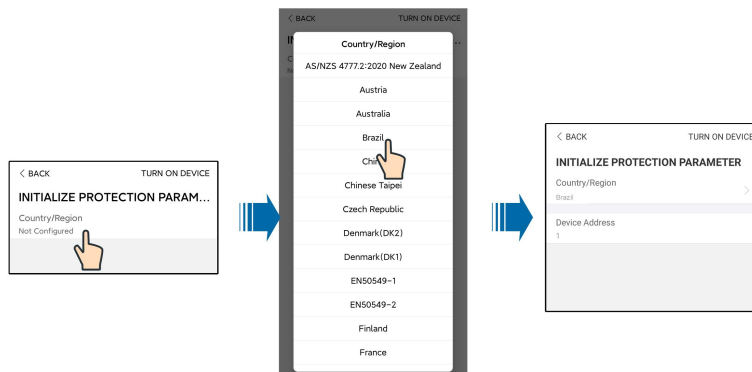 < BACK TURN ON DEVICE
INITIALIZE PROTECTION PARAM...
Country/Region
Not Configured
< BACK TURN ON DEVICE
Country/Region
AS/NZS 4777.2:2020 New Zealand
Austria
Australia
Brazil
Chinese Taipei
Czech Republic
Denmark(DK2)
Denmark(DK1)
EN50549-1
EN50549-2
Finland
France
< BACK TURN ON DEVICE
INITIALIZE PROTECTION PARAMETER
Country/Region
Brazil
Device Address
1